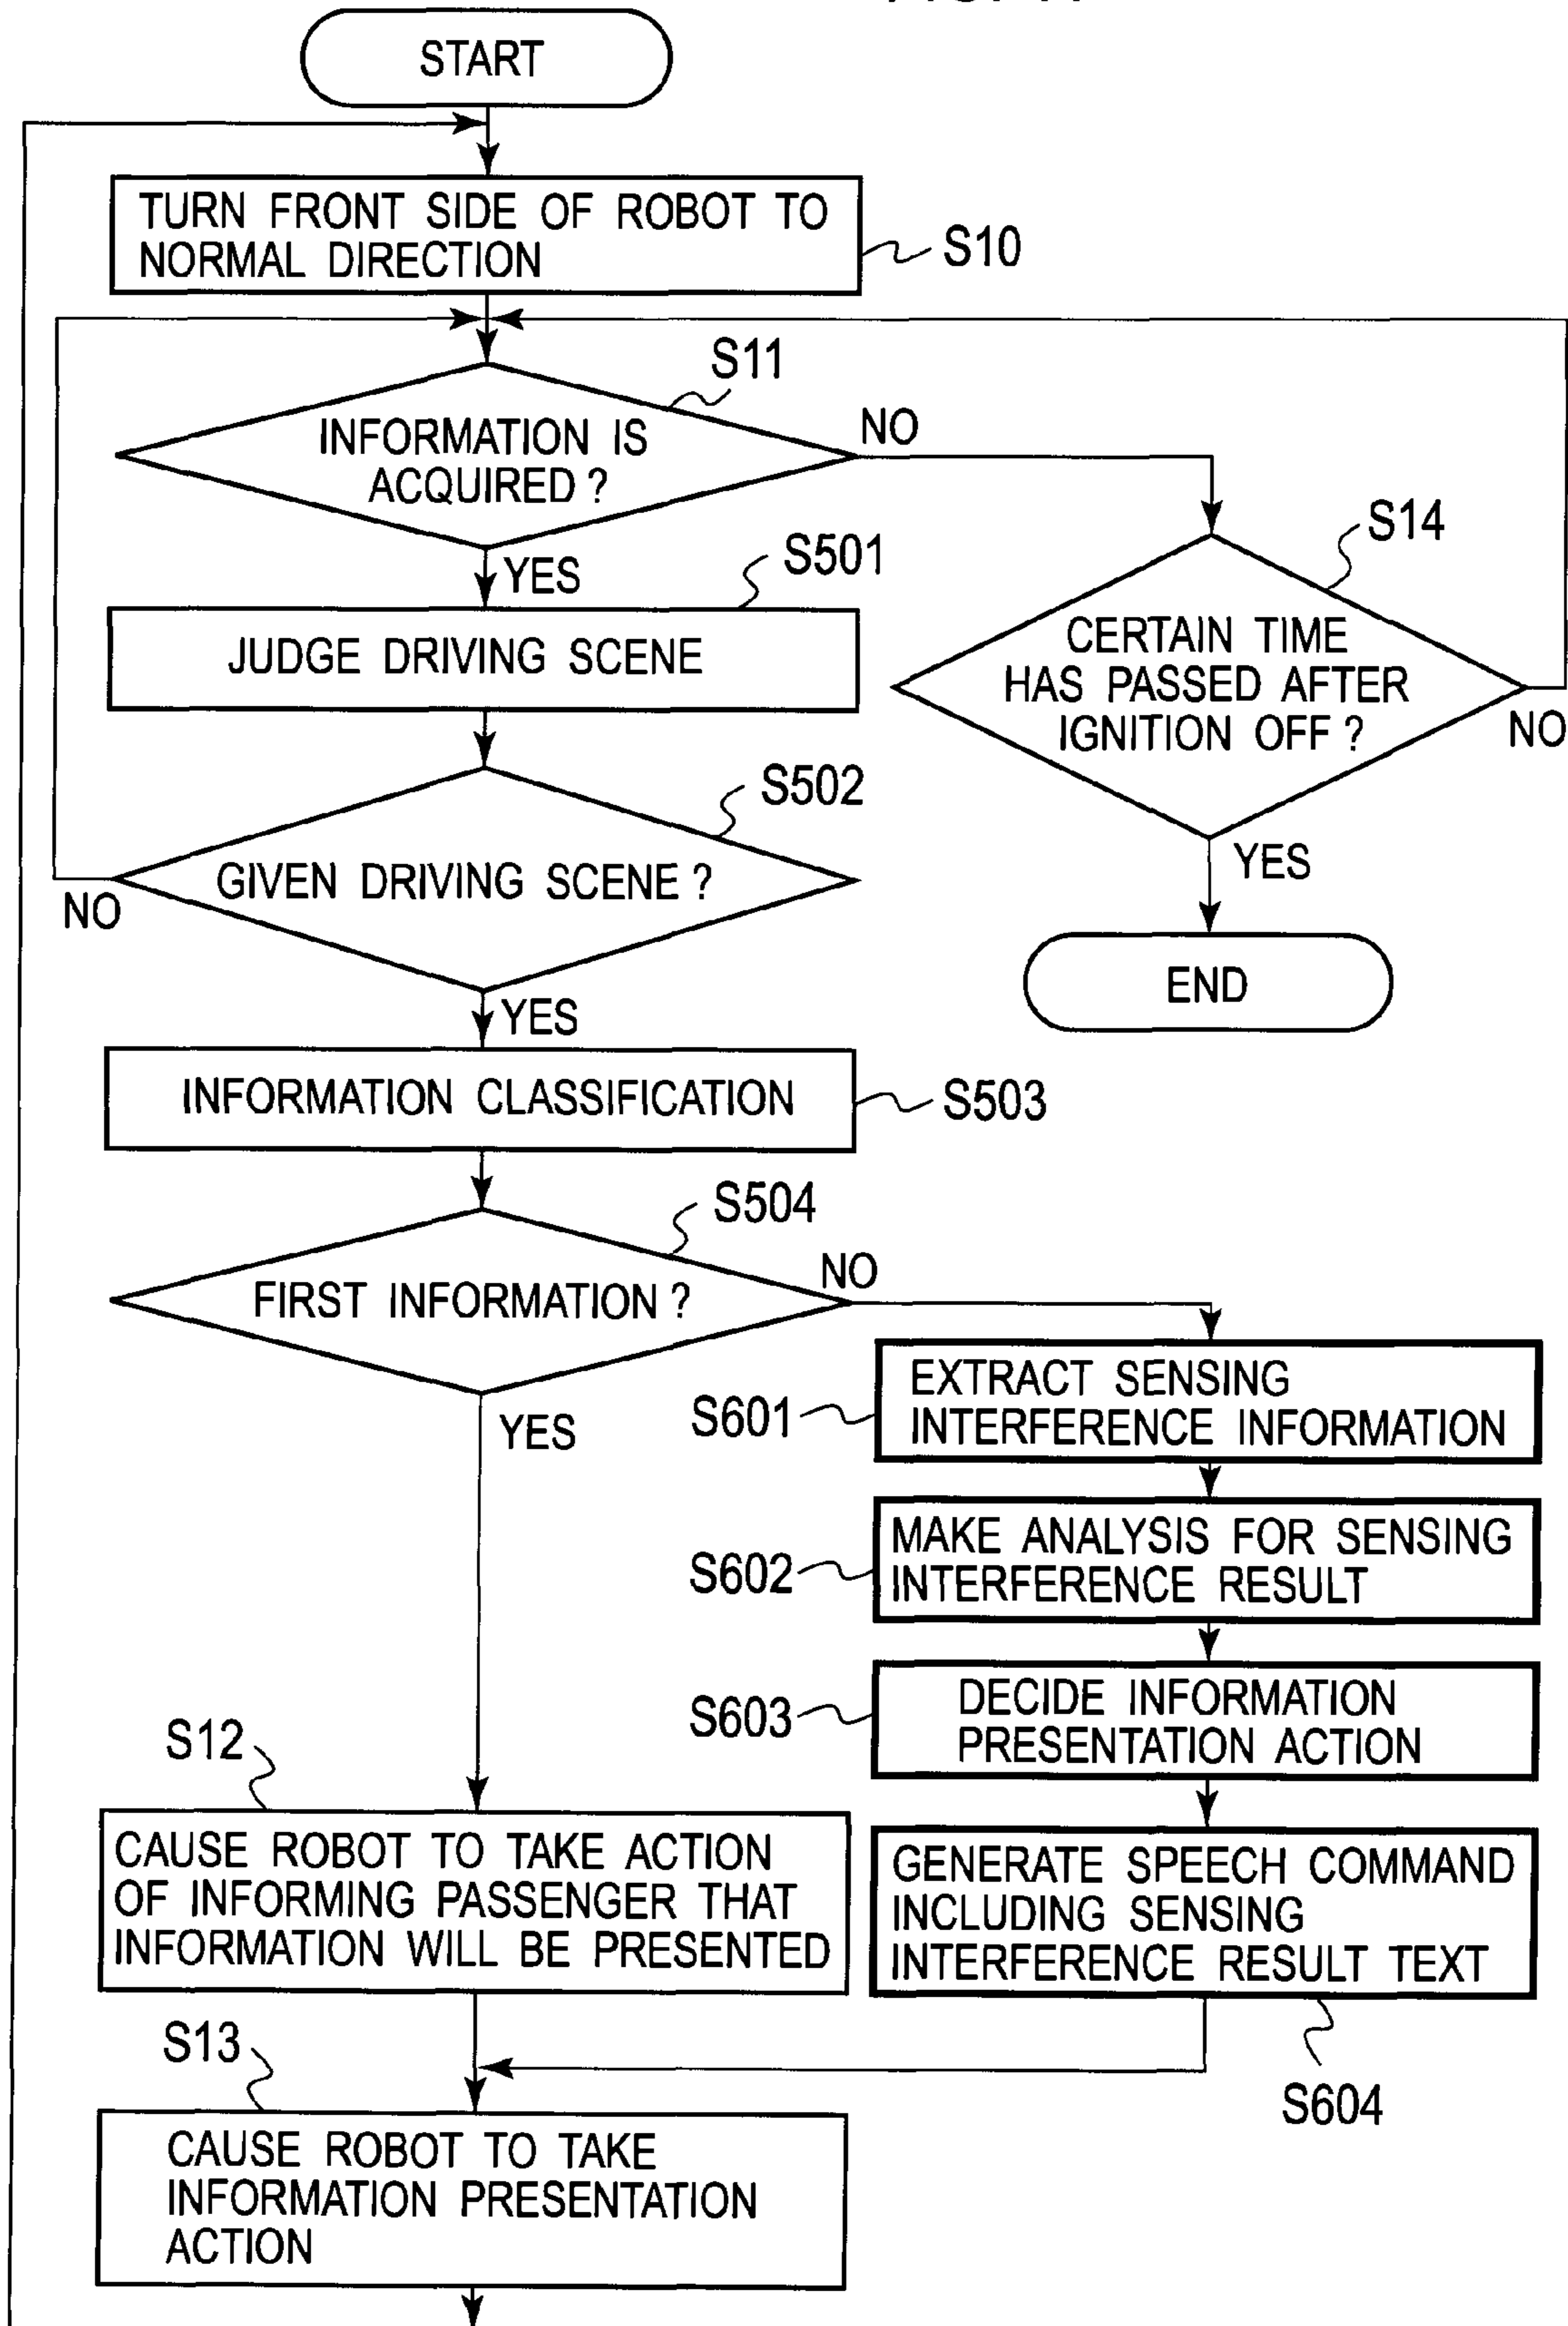 START
TURN FRONT SIDE OF ROBOT TO
NORMAL DIRECTION
S10
S11
INFORMATION IS
ACQUIRED ?
NO
YES
S14
CERTAIN TIME
HAS PASSED AFTER
IGNITION OFF ?
NO
YES
END
S501
JUDGE DRIVING SCENE
S502
GIVEN DRIVING SCENE ?
NO
YES
INFORMATION CLASSIFICATION
S503
S504
FIRST INFORMATION ?
NO
YES
S601
EXTRACT SENSING
INTERFERENCE INFORMATION
S602
MAKE ANALYSIS FOR SENSING
INTERFERENCE RESULT
S603
DECIDE INFORMATION
PRESENTATION ACTION
GENERATE SPEECH COMMAND
INCLUDING SENSING
INTERFERENCE RESULT TEXT
S604
S12
CAUSE ROBOT TO TAKE ACTION
OF INFORMING PASSENGER THAT
INFORMATION WILL BE PRESENTED
S13
CAUSE ROBOT TO TAKE
INFORMATION PRESENTATION
ACTION